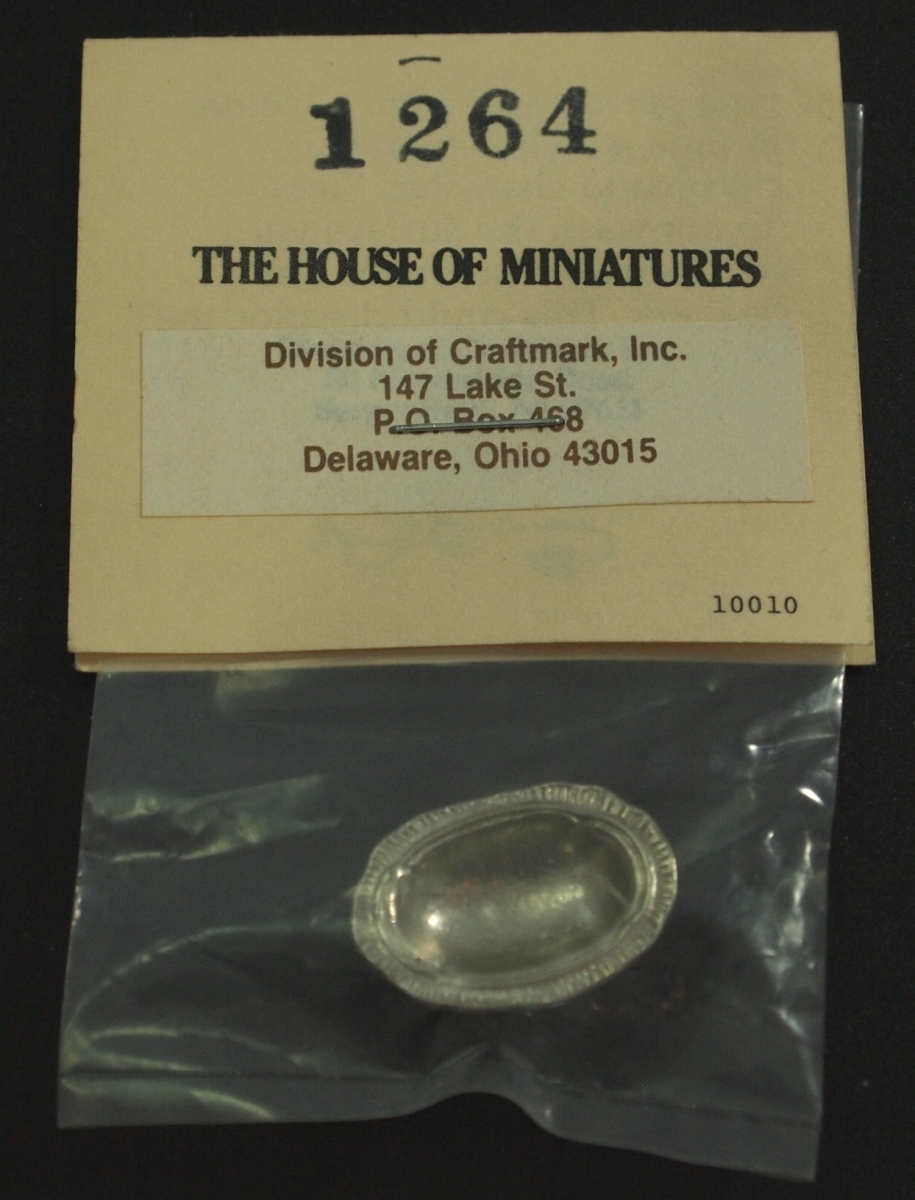 1264
THE HOUSE OF MINIATURES
Division of Craftmark, Inc.
147 Lake St.
P.O. Box 468
Delaware, Ohio 43015
10010